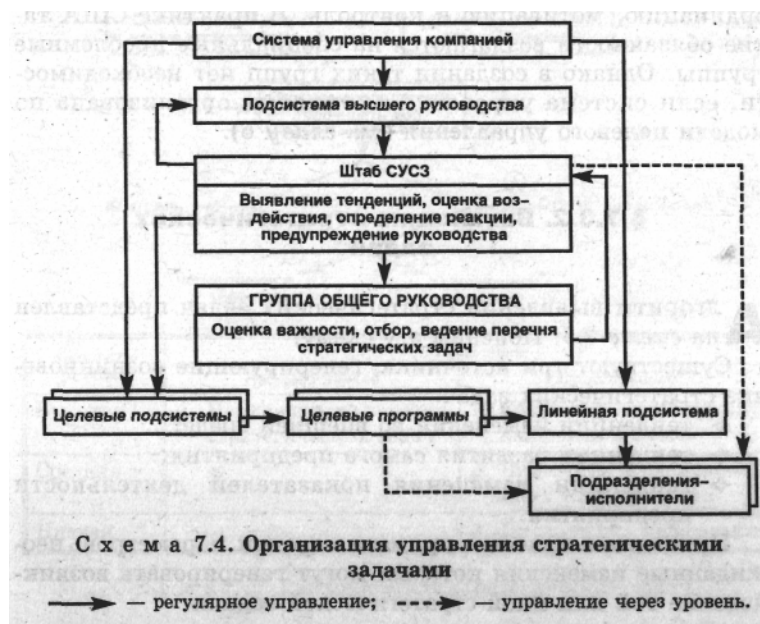 Система управления компанией
Подсистема высшего руководства
Штаб СУСЗ
Выявление тенденций, оценка воз-
действия, определение реакции,
предупреждение руководства
ГРУППА ОБЩЕГО РУКОВОДСТВА
Оценка важности, отбор, ведение перечня
стратегических задач
Целевые подсистемы
Целевые программы
Линейная подсистема
Подразделения–
исполнители
Схема 7.4. Организация управления стратегическими
задачами
— регулярное управление; — управление через уровень.